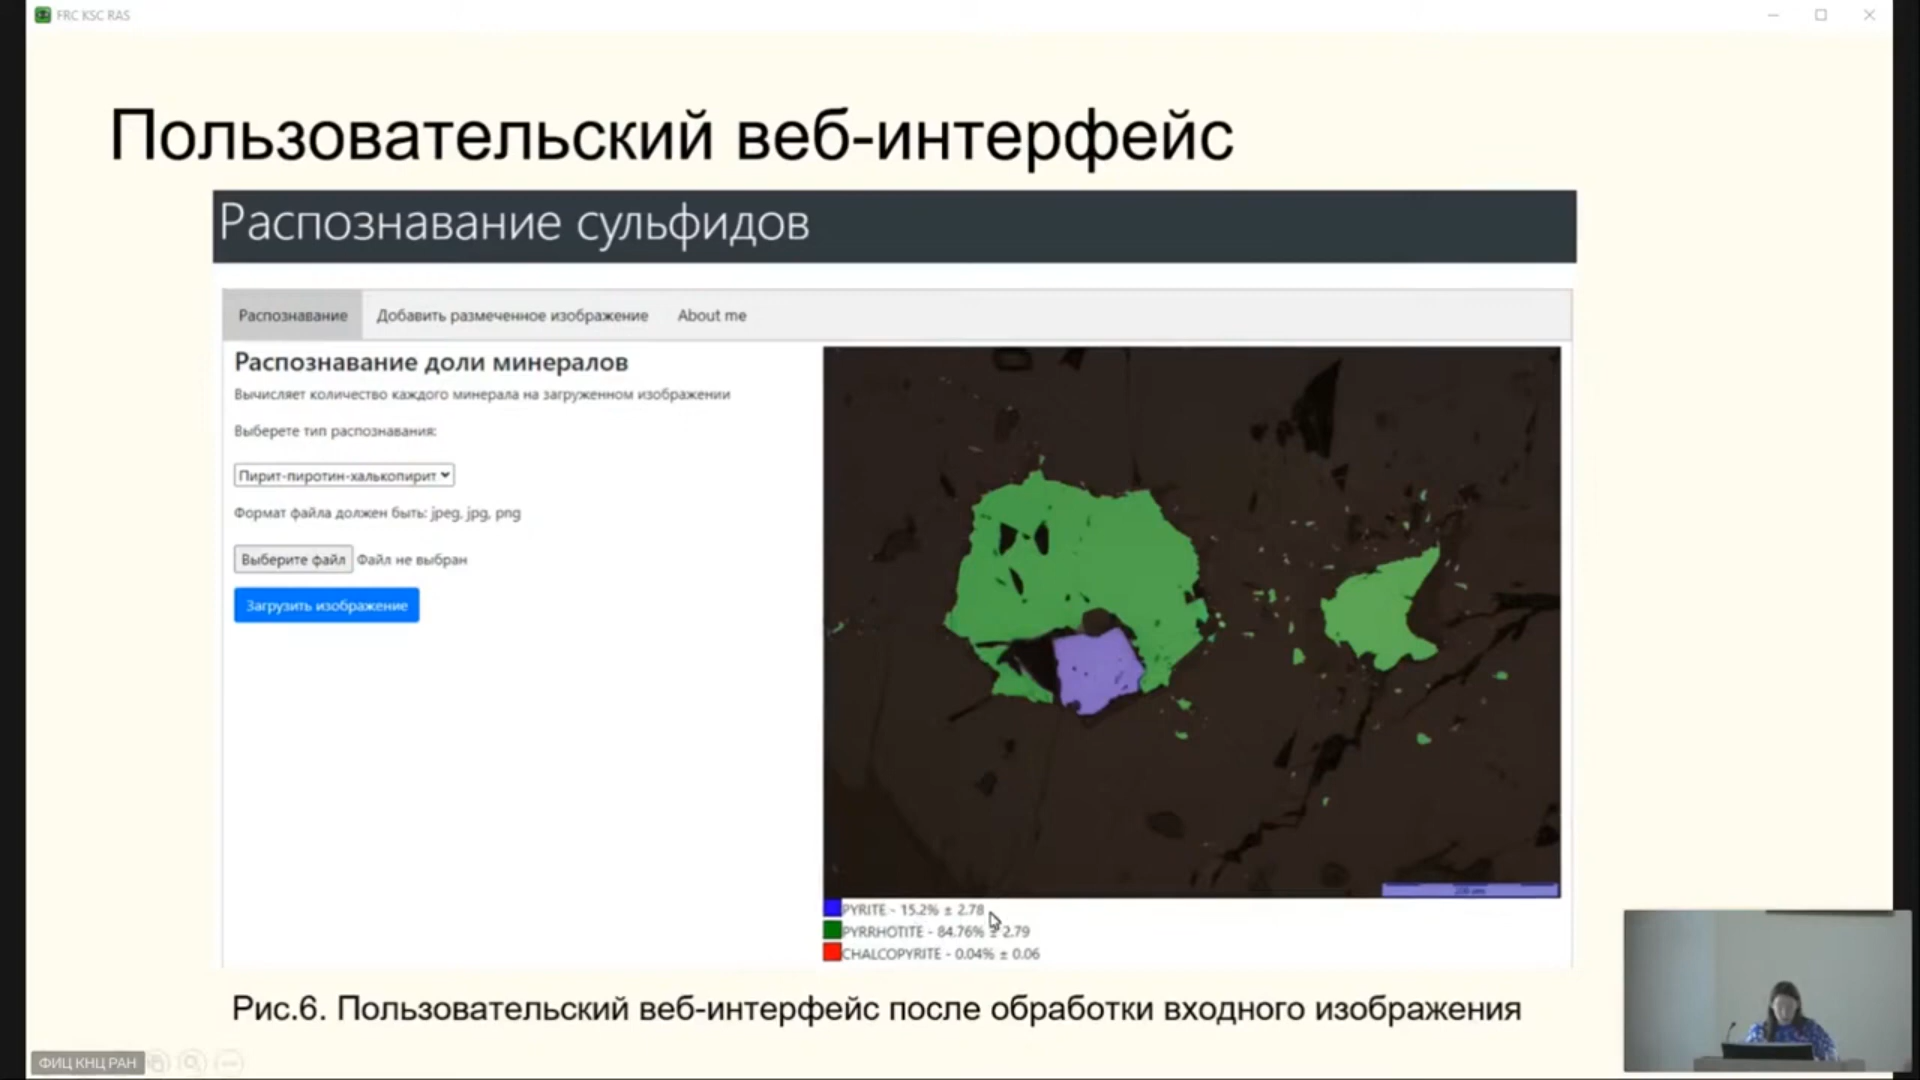 FRC KSC RAS
Пользовательский веб-интерфейс
Распознавание сульфидов
Распознавание Добавить размеченное изображение About me
Распознавание доли минералов
Вычисляет количество каждого минерала на загруженном изображении
Выберете тип распознавания:
Пирит-пиротин-халькопирит
Формат файла должен быть: jpeg, jpg, png
Выберите файл Файл не выбран
Загрузить изображение
PYRITE - 15.2% ± 2.78
PYRRHOTITE - 84.76% ± 2.79
CHALCOPYRITE - 0.04% ± 0.06
Рис.6. Пользовательский веб-интерфейс после обработки входного изображения
ФИЦ КНЦ РАН